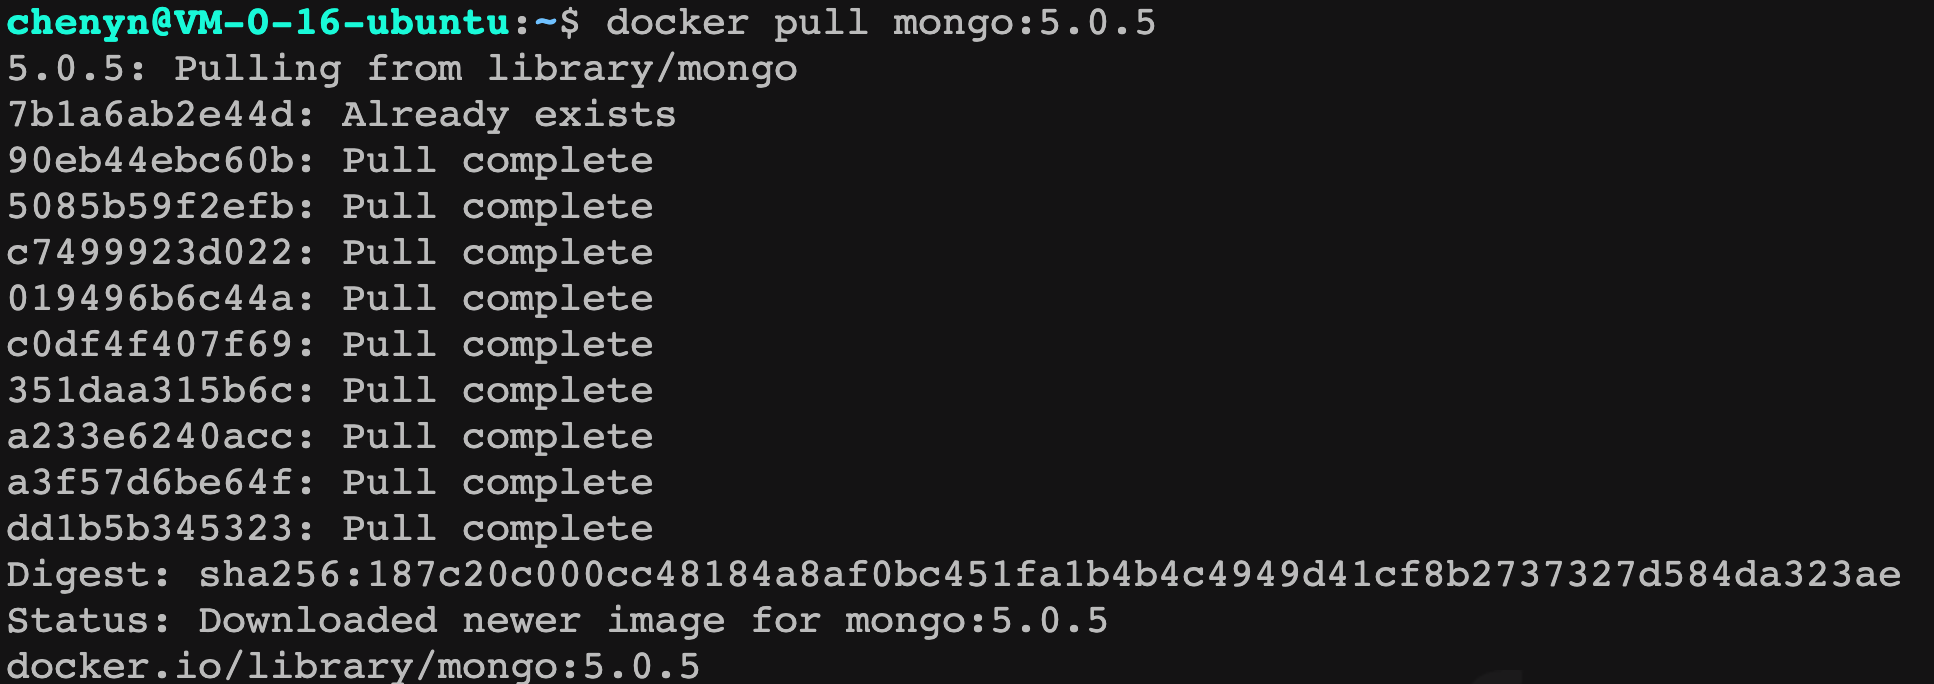 chenyn@VM-0-16-ubuntu:~$ docker pull mongo:5.0.5
5.0.5: Pulling from library/mongo
7b1a6ab2e44d: Already exists
90eb44ebc60b: Pull complete
5085b59f2efb: Pull complete
c7499923d022: Pull complete
019496b6c44a: Pull complete
c0df4f407f69: Pull complete
351daa315b6c: Pull complete
a233e6240acc: Pull complete
a3f57d6be64f: Pull complete
dd1b5b345323: Pull complete
Digest: sha256:187c20c000cc48184a8af0bc451fa1b4b4c4949d41cf8b2737327d584da323ae
Status: Downloaded newer image for mongo:5.0.5
docker.io/library/mongo:5.0.5